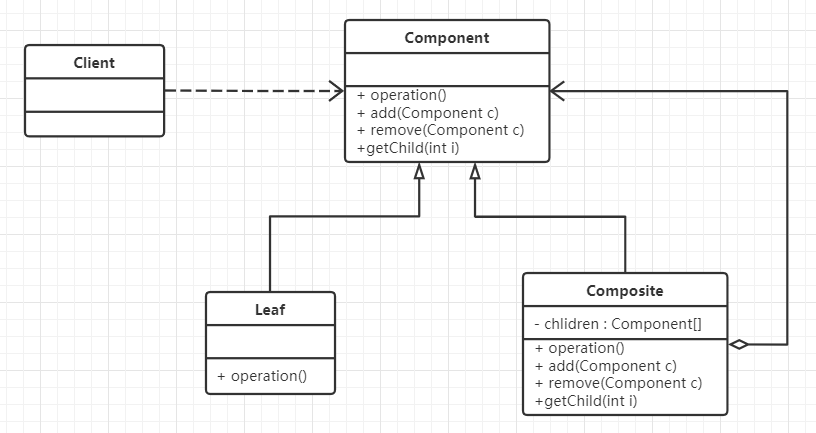 Client
Component
+ operation()
+ add(Component c)
+ remove(Component c)
+getChild(int i)
Leaf
+ operation()
Composite
- chlidren : Component[]
+ operation()
+ add(Component c)
+ remove(Component c)
+getChild(int i)